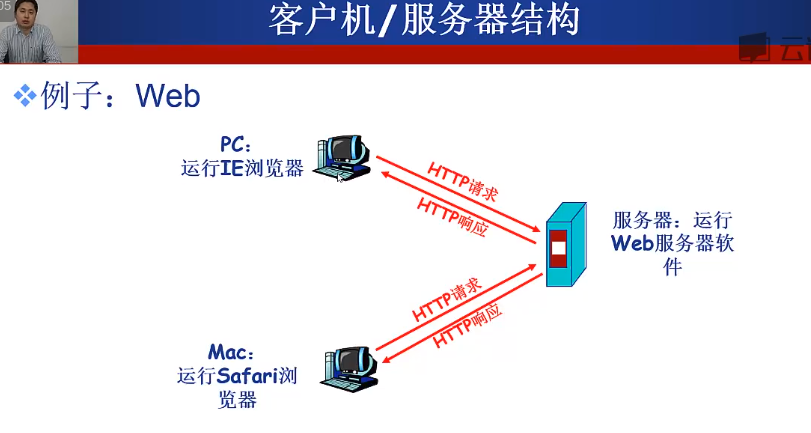 05
客户机/服务器结构
云
例子：Web
PC：
运行IE浏览器
HTTP请求
HTTP响应
服务器：运行
Web服务器软
件
HTTP请求
HTTP响应
Mac：
运行Safari浏
览器